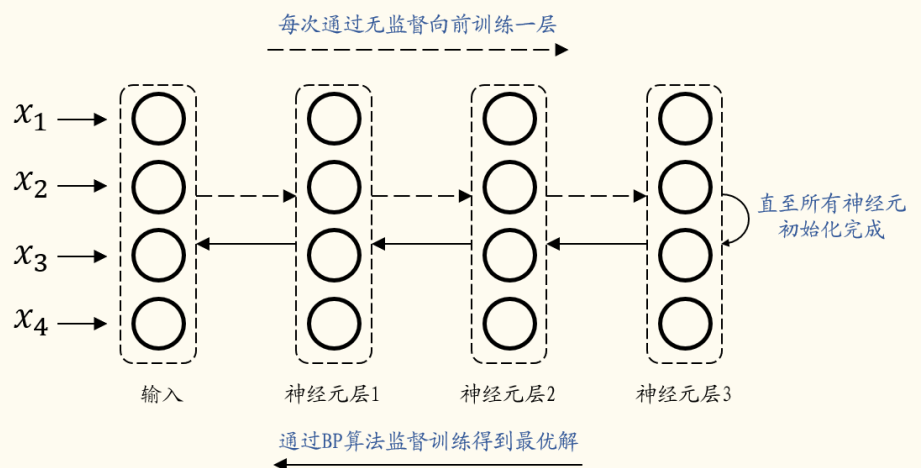 每次通过无监督向前训练一层
x₁
x₂
x₃
x₄
直至所有神经元
初始化完成
输入
神经元层1
神经元层2
神经元层3
通过BP算法监督训练得到最优解